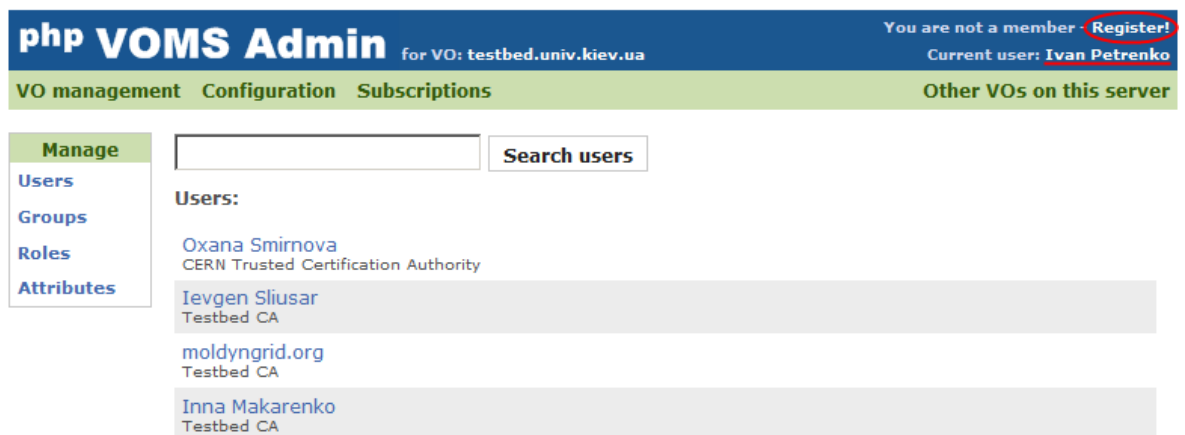 php VOMS Admin for VO: testbed.univ.kiev.ua
You are not a member - Register!
Current user: Ivan Petrenko
VO management Configuration Subscriptions Other VOs on this server
Manage
Users
Groups
Roles
Attributes
Search users
Users:
Oxana Smirnova
CERN Trusted Certification Authority
Ievgen Sliusar
Testbed CA
moldyngrid.org
Testbed CA
Inna Makarenko
Testbed CA